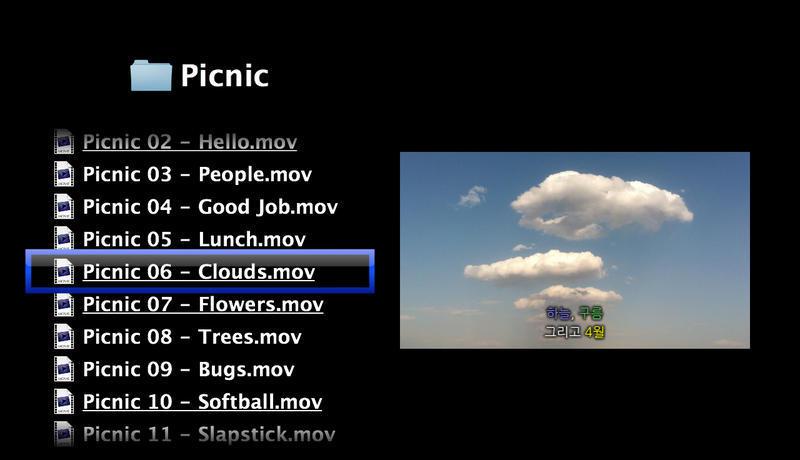 Picnic
Picnic 02 – Hello.mov
Picnic 03 – People.mov
Picnic 04 – Good Job.mov
Picnic 05 – Lunch.mov
Picnic 06 – Clouds.mov
Picnic 07 – Flowers.mov
Picnic 08 – Trees.mov
Picnic 09 – Bugs.mov
Picnic 10 – Softball.mov
Picnic 11 – Slapstick.mov
하늘, 구름
그리고 4월